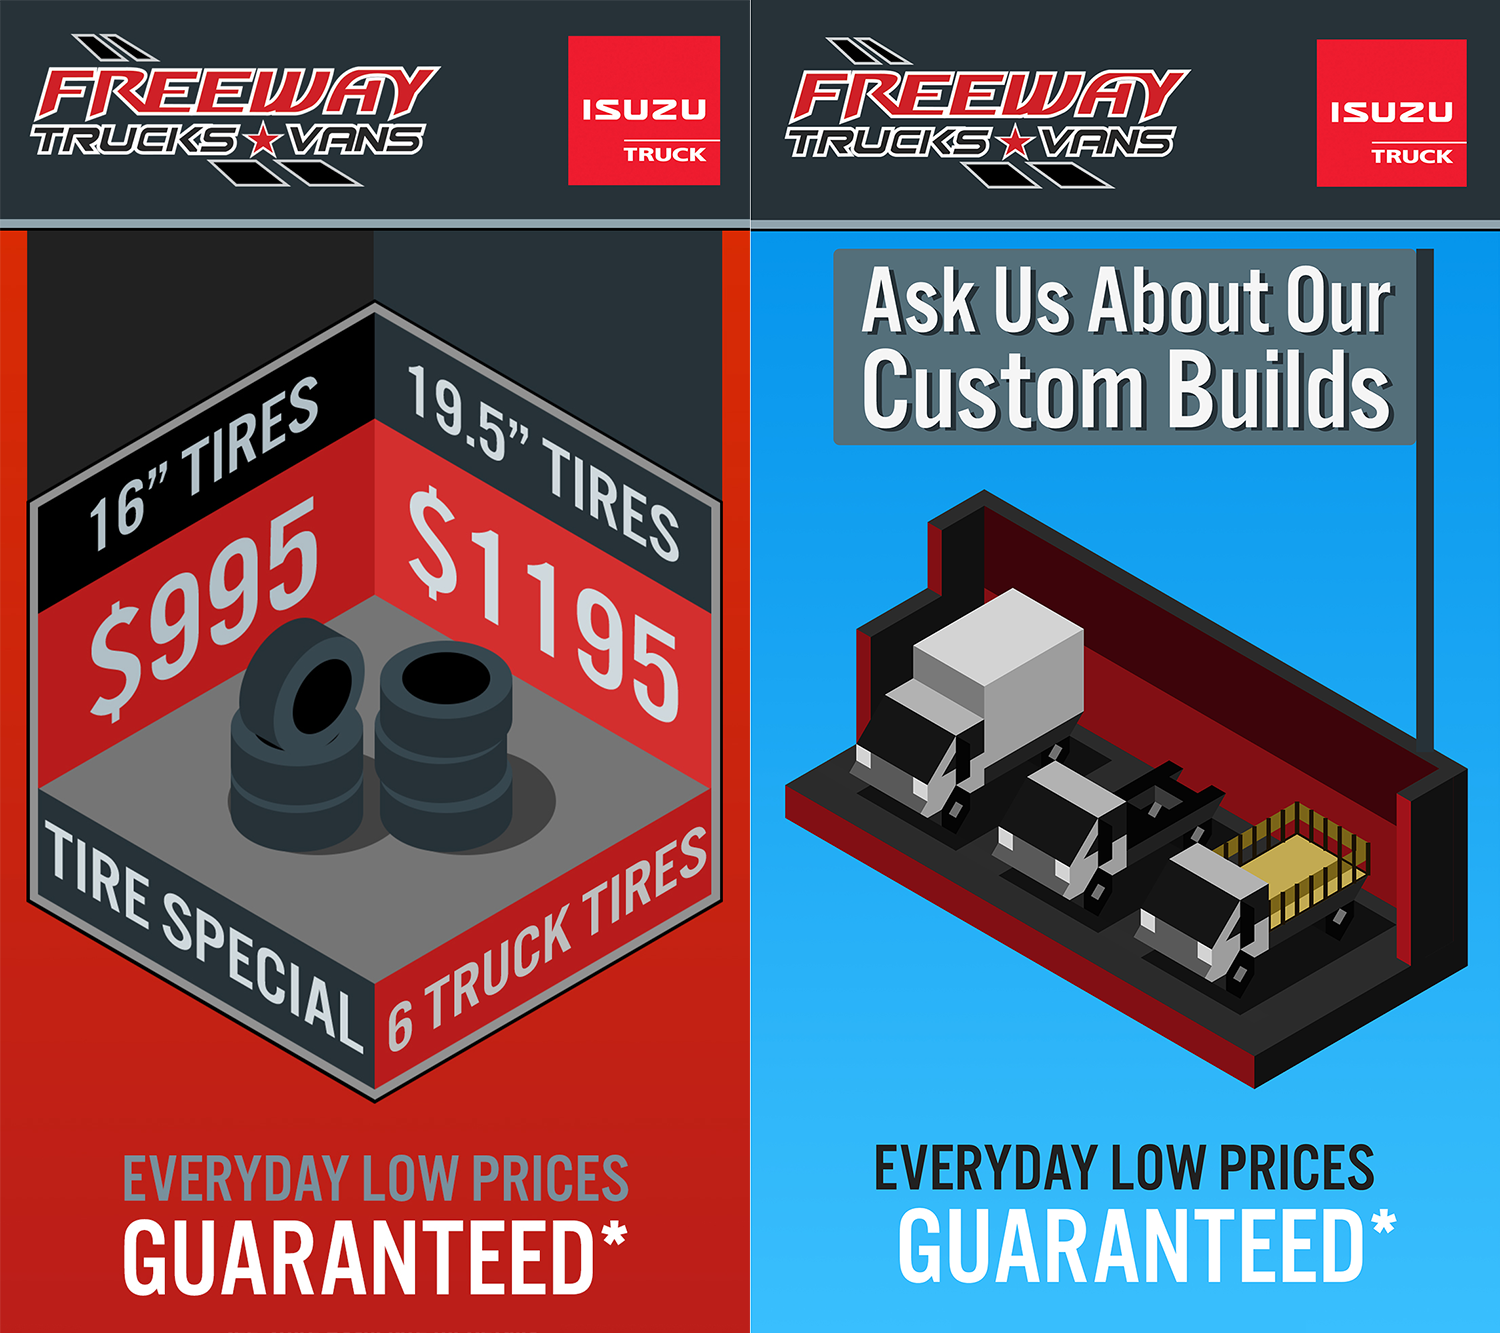 FREEWAY
TRUCKS★VANS
ISUZU
TRUCK
16” TIRES
$995
19.5” TIRES
$1195
TIRE SPECIAL
6 TRUCK TIRES
EVERYDAY LOW PRICES
GUARANTEED*
FREEWAY
TRUCKS★VANS
ISUZU
TRUCK
Ask Us About Our
Custom Builds
EVERYDAY LOW PRICES
GUARANTEED*